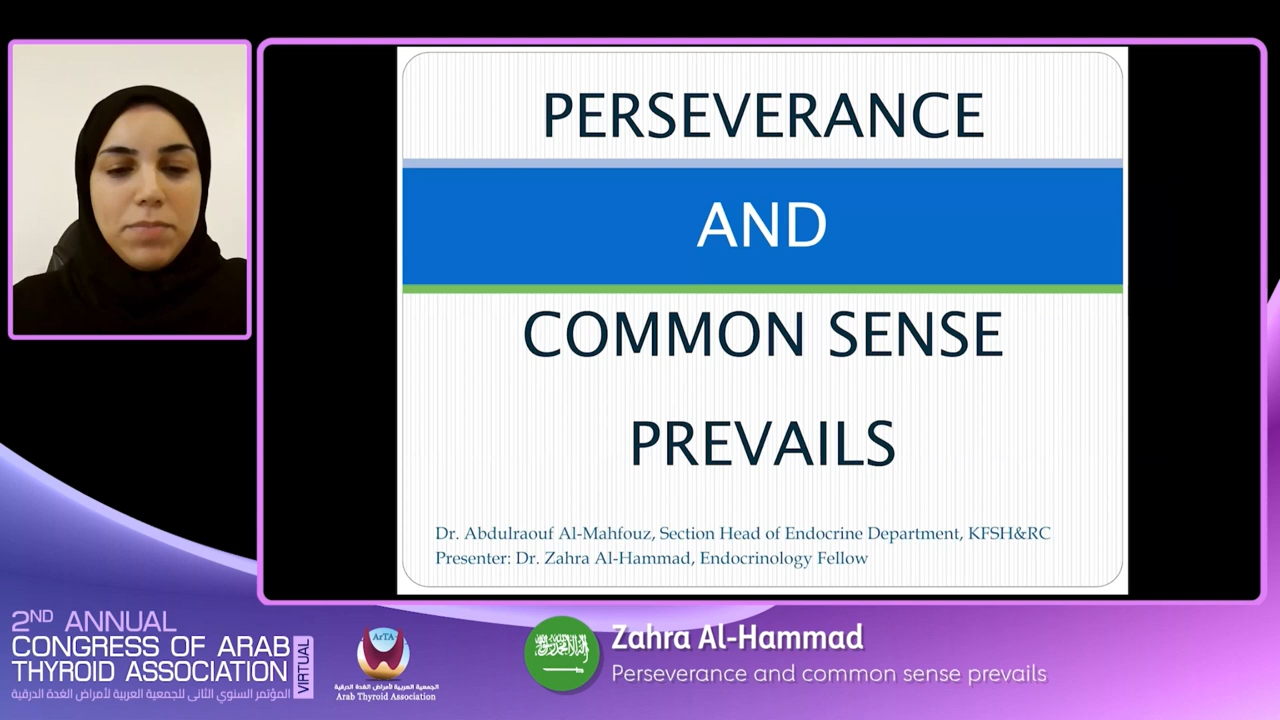 PERSEVERANCE
AND
COMMON SENSE
PREVAILS
Dr. Abdulraouf Al-Mahfouz, Section Head of Endocrine Department, KFSH&RC
Presenter: Dr. Zahra Al-Hammad, Endocrinology Fellow
2ND ANNUAL
CONGRESS OF ARAB
THYROID ASSOCIATION
VIRTUAL
المؤتمر السنوي الثانى للجمعية العربية لأمراض الغدة الدرقية
ArTA
الجمعية العربية لأمراض الغدة الدرقية
Arab Thyroid Association
Zahra Al-Hammad
Perseverance and common sense prevails